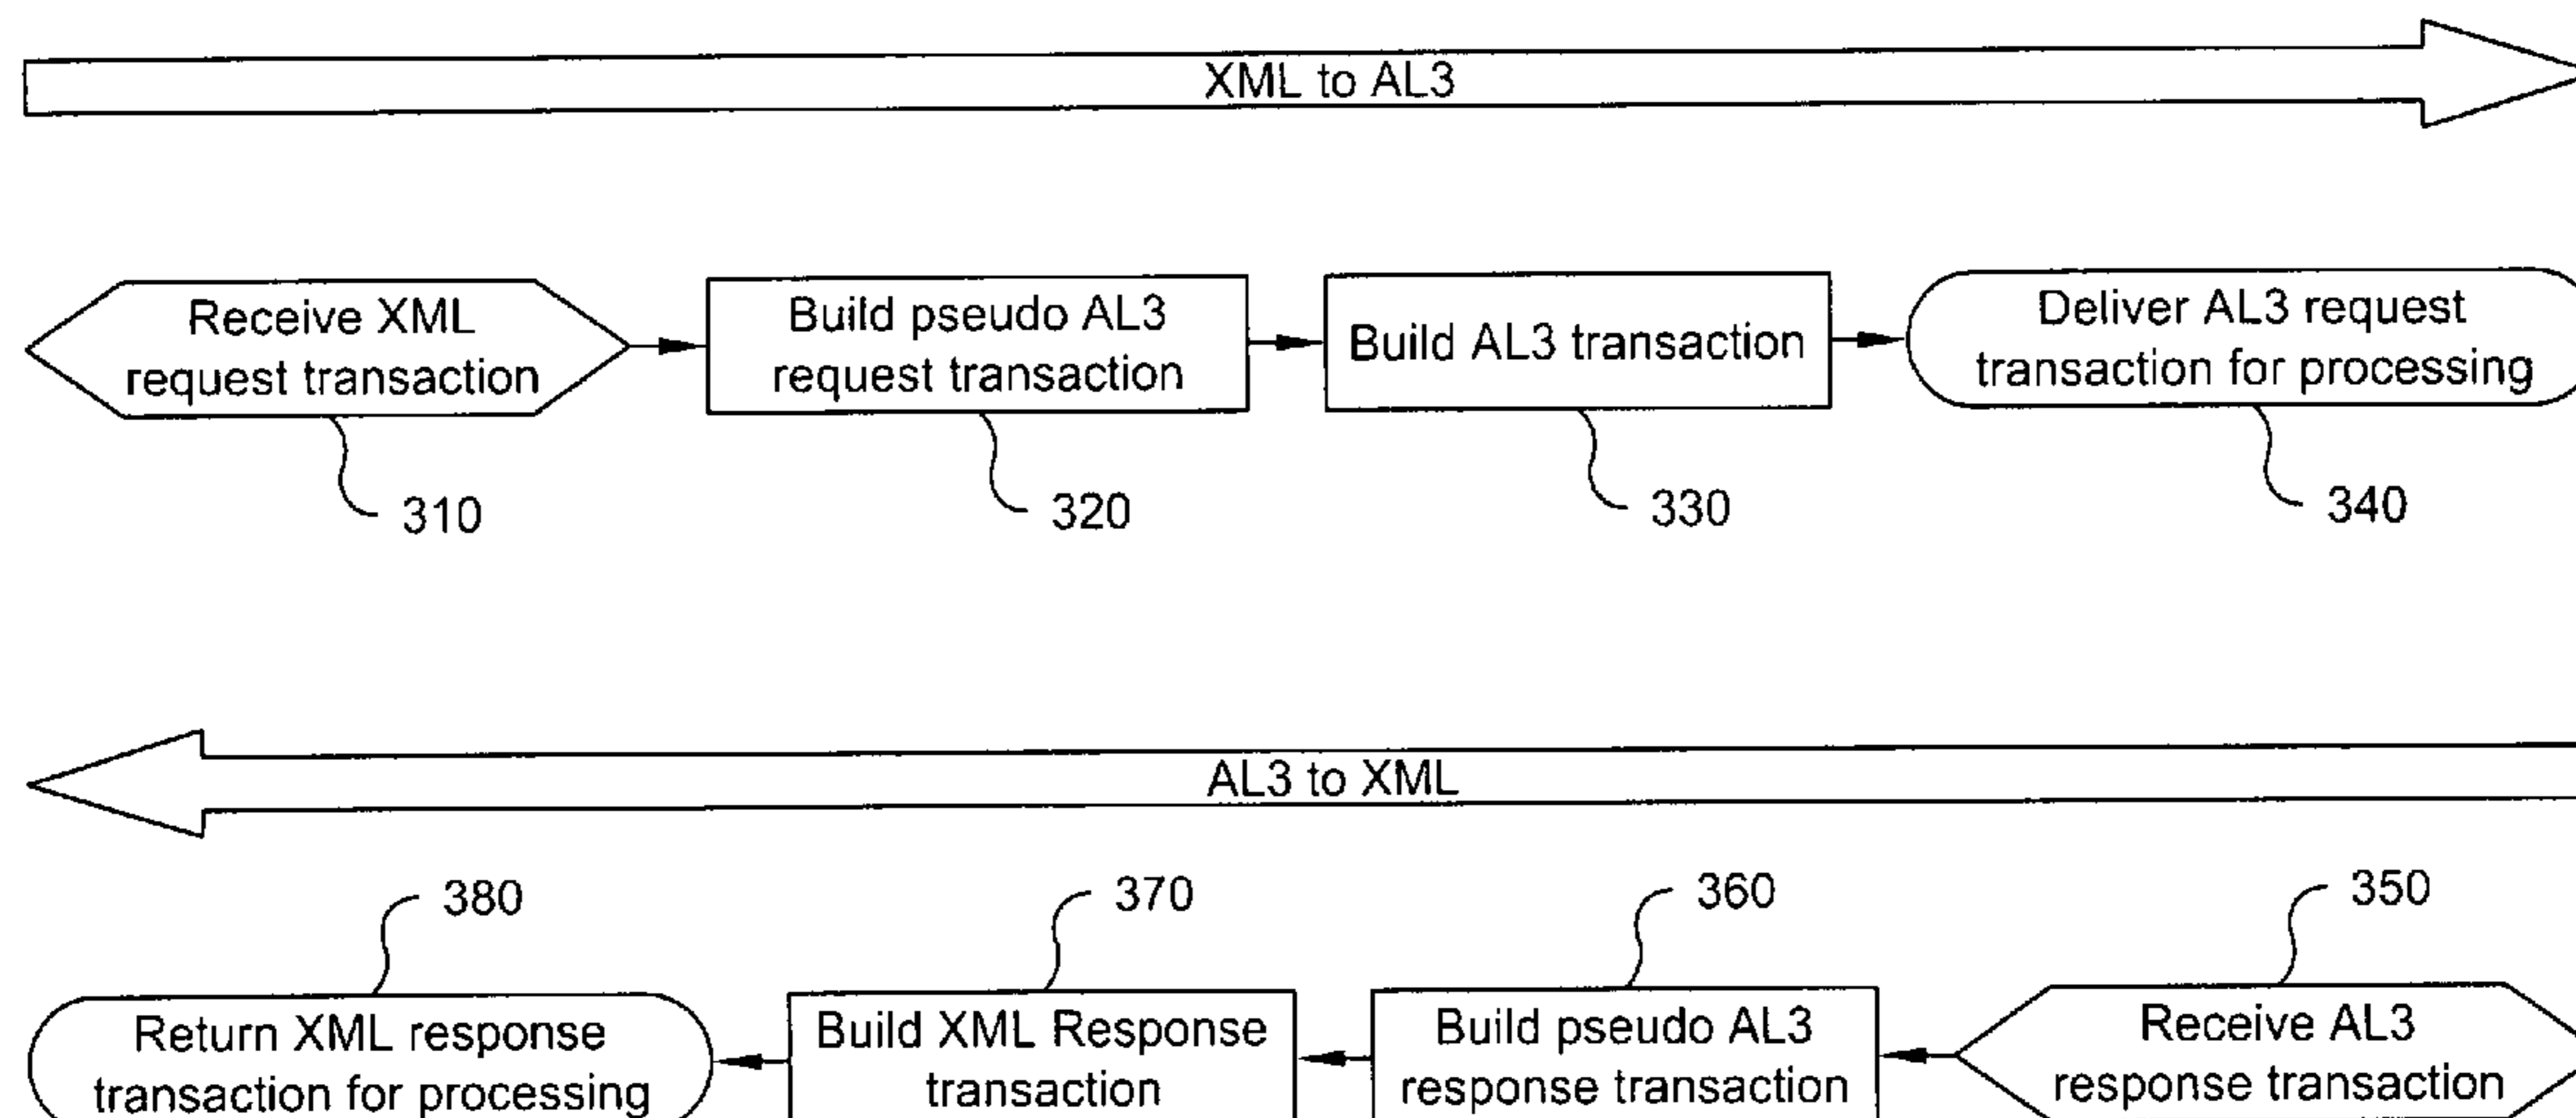 XML to AL3
Receive XML
request transaction
Build pseudo AL3
request transaction
Build AL3 transaction
Deliver AL3 request
transaction for processing
310
320
330
340
AL3 to XML
380
370
360
350
Return XML response
transaction for processing
Build XML Response
transaction
Build pseudo AL3
response transaction
Receive AL3
response transaction